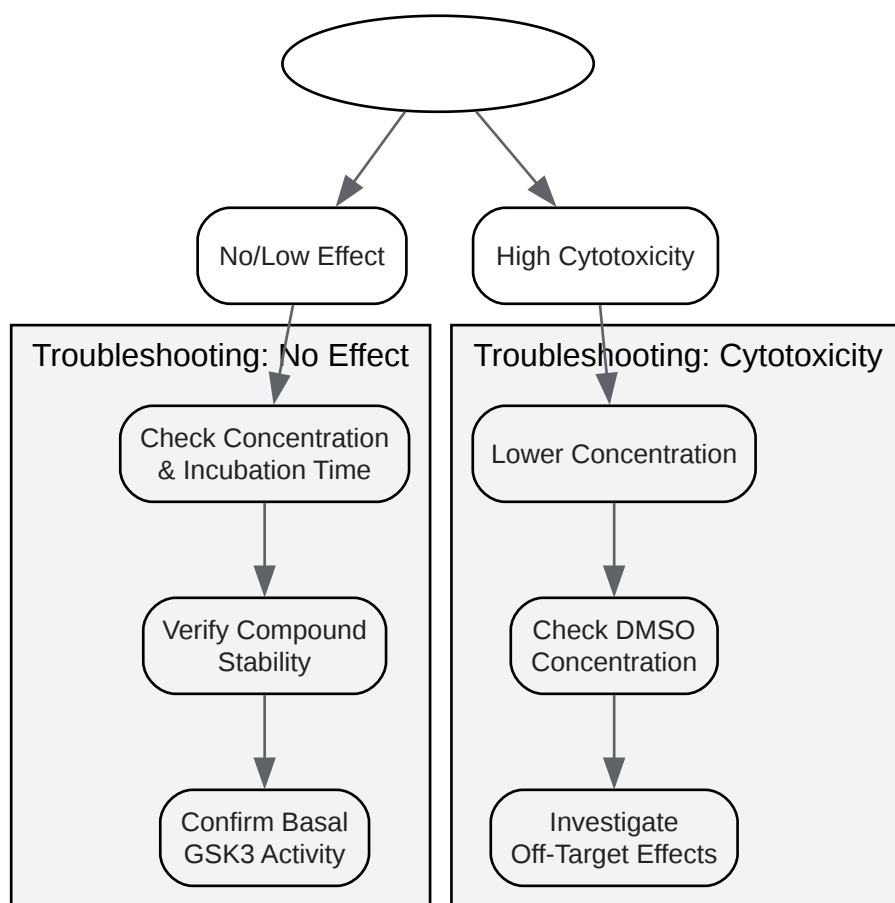 No/Low Effect
High Cytotoxicity
Troubleshooting: No Effect
Troubleshooting: Cytotoxicity
Check Concentration
& Incubation Time
Lower Concentration
Verify Compound
Stability
Check DMSO
Concentration
Confirm Basal
GSK3 Activity
Investigate
Off-Target Effects